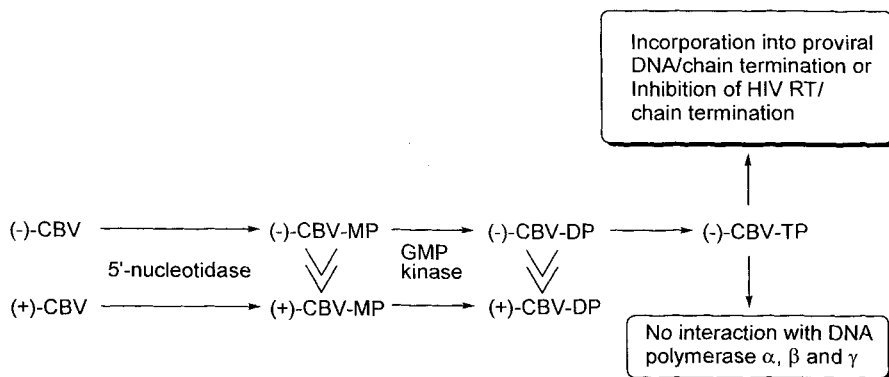 Incorporation into proviral
DNA/chain termination or
Inhibition of HIV RT/
chain termination
(-)-CBV
(-)-CBV-MP
(-)-CBV-DP
(-)-CBV-TP
5'-nucleotidase
GMP
kinase
(+)-CBV
(+)-CBV-MP
(+)-CBV-DP
No interaction with DNA
polymerase α, β and γ